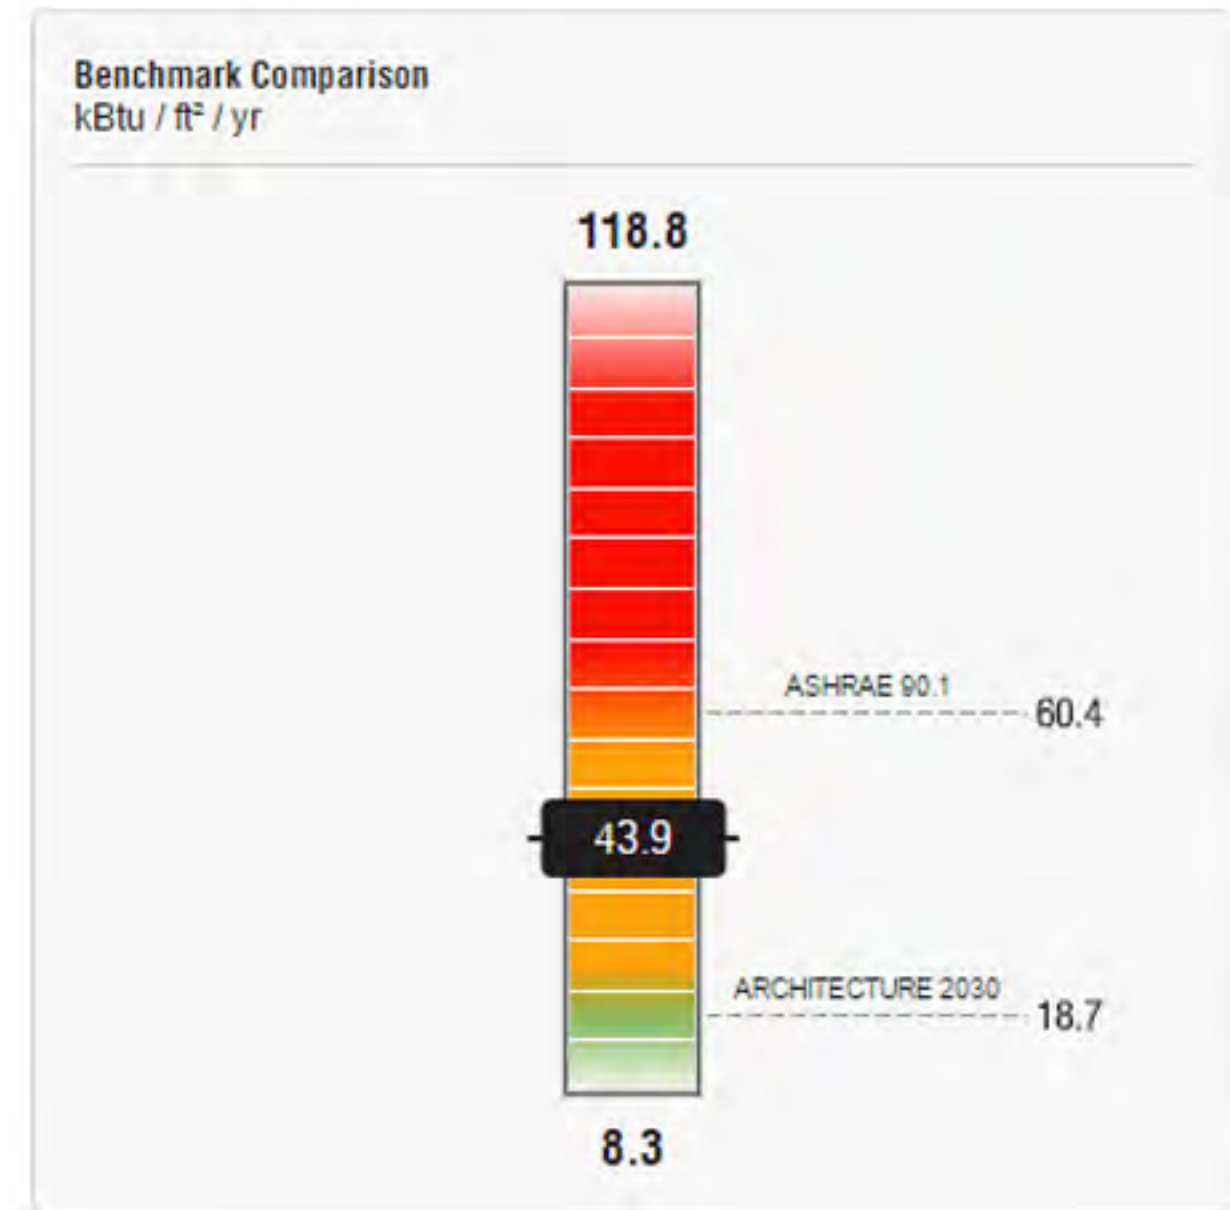 Benchmark Comparison
kBtu / ft² / yr
118.8
ASHRAE 90.1
60.4
43.9
ARCHITECTURE 2030
18.7
8.3